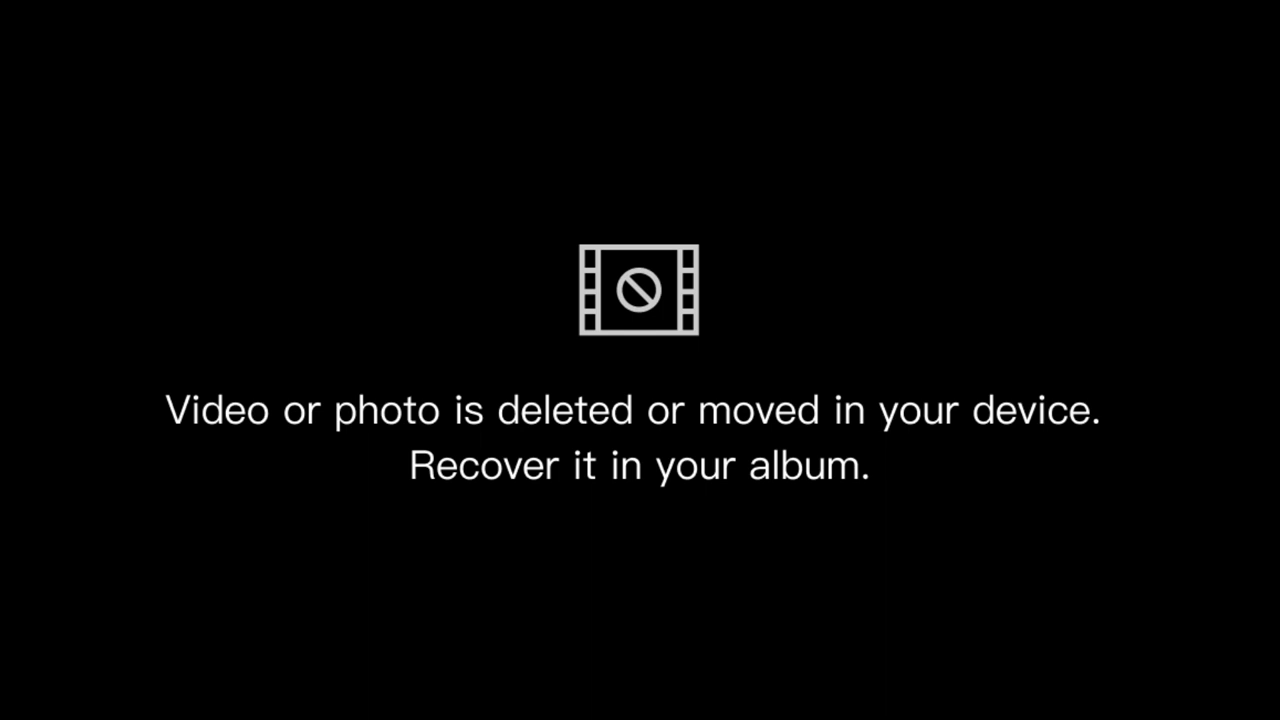 Video or photo is deleted or moved in your device.
Recover it in your album.